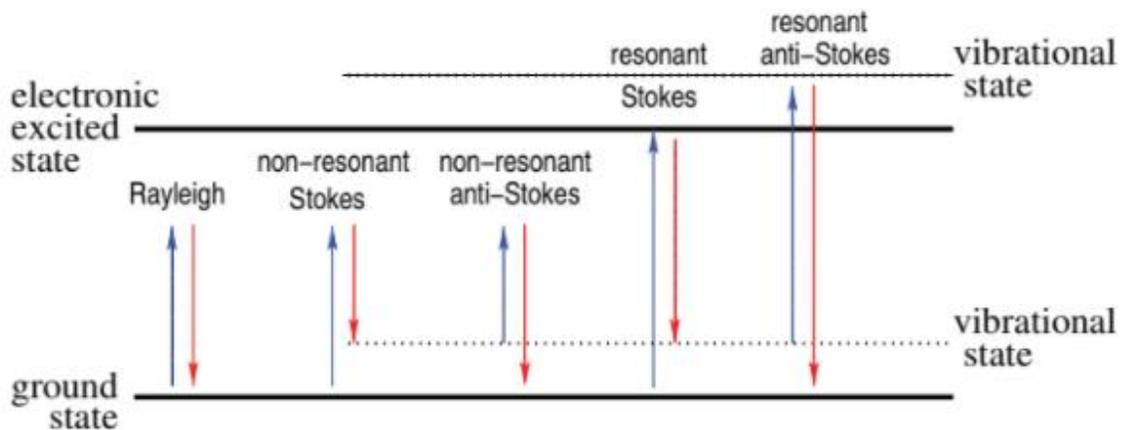 resonant
anti−Stokes
vibrational
state
resonant
Stokes
electronic
excited
state
non−resonant
Stokes
non−resonant
anti−Stokes
Rayleigh
vibrational
state
ground
state